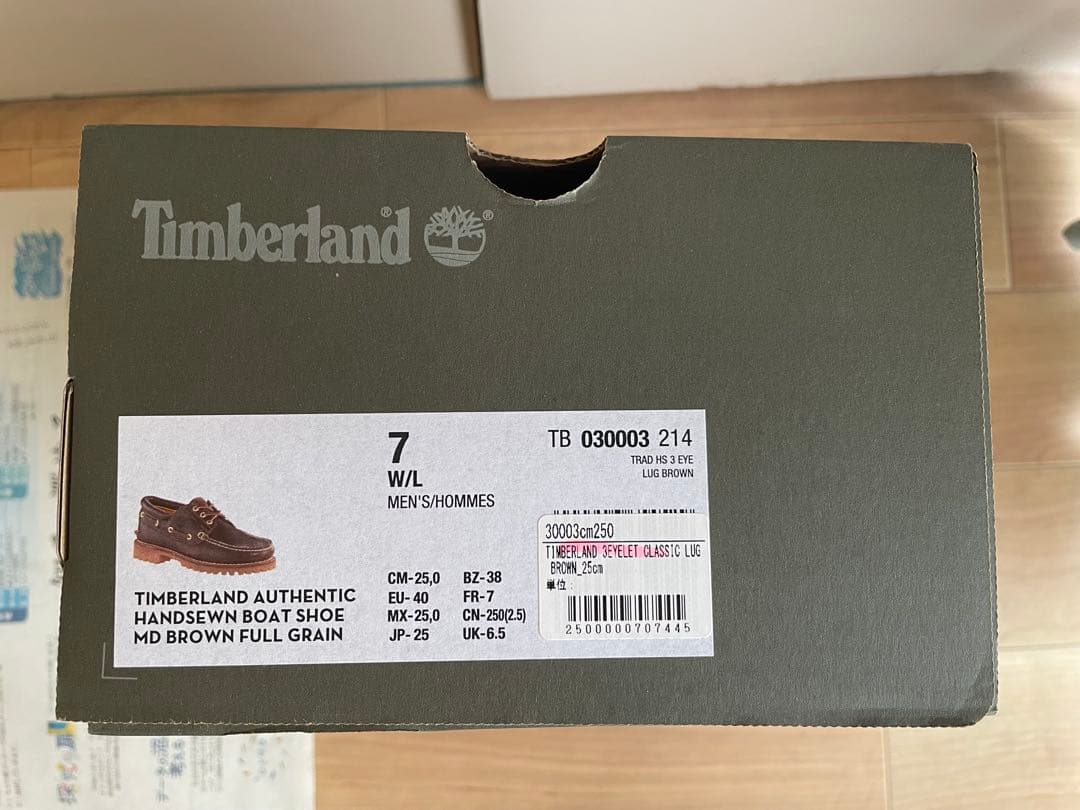 Timberland® ®
7
W/L
MEN'S/HOMMES
TB 030003 214
TRAD HS 3 EYE
LUG BROWN
TIMBERLAND AUTHENTIC
HANDSEWN BOAT SHOE
MD BROWN FULL GRAIN
CM-25,0 BZ-38
EU- 40 FR-7
MX-25,0 CN-250(2.5)
JP- 25 UK-6.5
30003cm250
TIMBERLAND 3EYELET CLASSIC LUG
BROWN_25cm
単位:
2500000707445